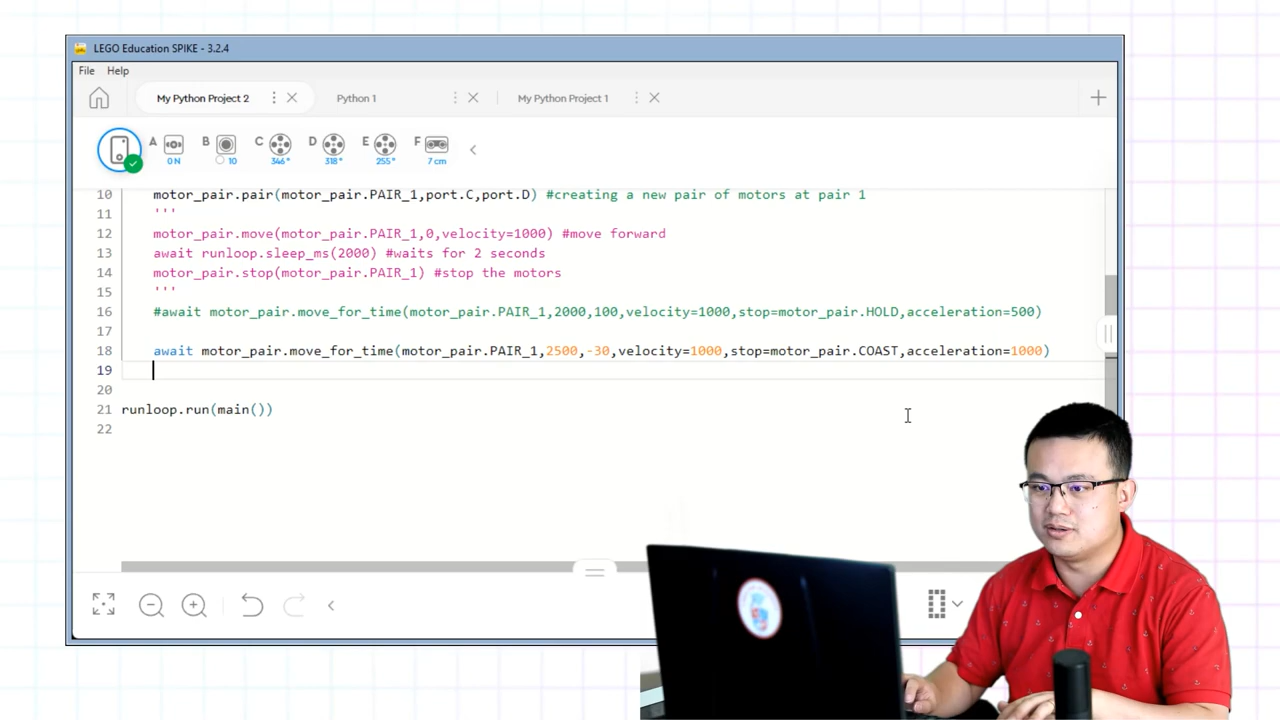 LEGO Education SPIKE - 3.2.4
File Help
My Python Project 2 Python 1 My Python Project 1
A B C D E F
0 N 10 346° 318° 255° 7 cm
10 motor_pair.pair(motor_pair.PAIR_1,port.C,port.D) #creating a new pair of motors at pair 1
11 '''
12 motor_pair.move(motor_pair.PAIR_1,0,velocity=1000) #move forward
13 await runloop.sleep_ms(2000) #waits for 2 seconds
14 motor_pair.stop(motor_pair.PAIR_1) #stop the motors
15 '''
16 #await motor_pair.move_for_time(motor_pair.PAIR_1,2000,100,velocity=1000,stop=motor_pair.HOLD,acceleration=500)
17
18 await motor_pair.move_for_time(motor_pair.PAIR_1,2500,-30,velocity=1000,stop=motor_pair.COAST,acceleration=1000)
19
20
21 runloop.run(main())
22